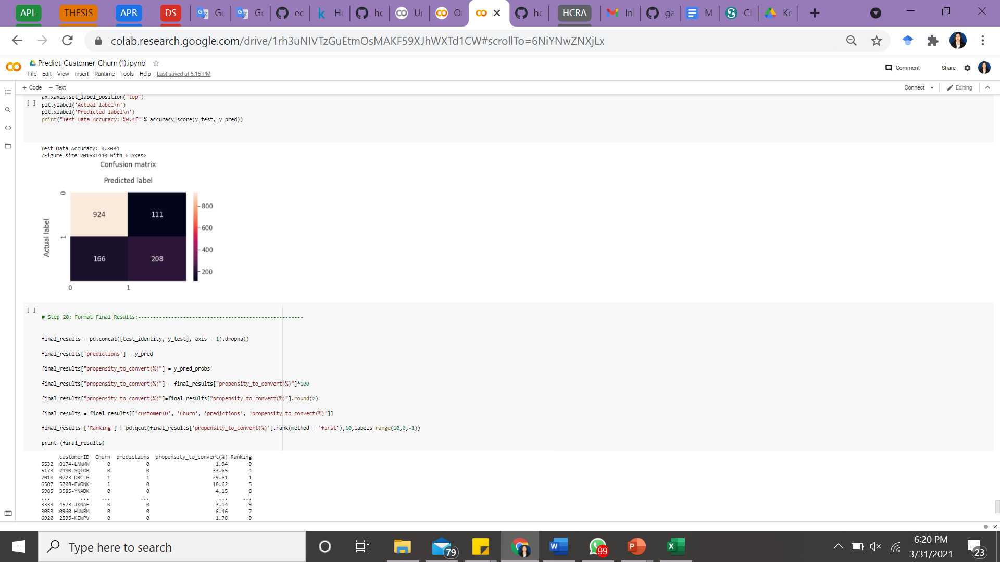 APL THESIS APR DS Go Go ed Ho hc Ur Or hc HCRA In ga M Ch Ke
colab.research.google.com/drive/1rh3uNIVTzGuEtmOsMAKF59XJhWXTd1CW#scrollTo=6NiYNwZNXjLx
Predict_Customer_Churn (1).ipynb
File Edit View Insert Runtime Tools Help Last saved at 5:15 PM
Comment Share
+ Code + Text
Connect Editing
ax.xaxis.set_label_position("top")
[ ] plt.ylabel('Actual label\n')
plt.xlabel('Predicted label\n')
print("Test Data Accuracy: %0.4f" % accuracy_score(y_test, y_pred))
Test Data Accuracy: 0.8034
<Figure size 2016x1440 with 0 Axes>
Confusion matrix
Predicted label
0
924 111
800
600
Actual label
1
166 208
400
200
0 1
[ ]
# Step 20: Format Final Results:-------------------------------------------------------
final_results = pd.concat([test_identity, y_test], axis = 1).dropna()
final_results['predictions'] = y_pred
final_results["propensity_to_convert(%)"] = y_pred_probs
final_results["propensity_to_convert(%)"] = final_results["propensity_to_convert(%)"]*100
final_results["propensity_to_convert(%)"]=final_results["propensity_to_convert(%)"].round(2)
final_results = final_results[['customerID', 'Churn', 'predictions', 'propensity_to_convert(%)']]
final_results ['Ranking'] = pd.qcut(final_results['propensity_to_convert(%)'].rank(method = 'first'),10,labels=range(10,0,-1))
print (final_results)
customerID Churn predictions propensity_to_convert(%) Ranking
5532 8174-LNWMW 0 0 1.94 9
5173 2480-SQIOB 0 0 33.65 4
7010 0723-DRCLG 1 1 79.61 1
6507 5708-EVONK 1 0 18.62 5
5985 3585-YNADK 0 0 4.15 8
... ... ... ... ... ...
3333 4573-JKNAE 0 0 3.14 9
3053 0960-HUWBM 0 0 6.46 7
6920 2595-KIWPV 0 0 1.78 9
Type here to search
79
99
6:20 PM
3/31/2021
23